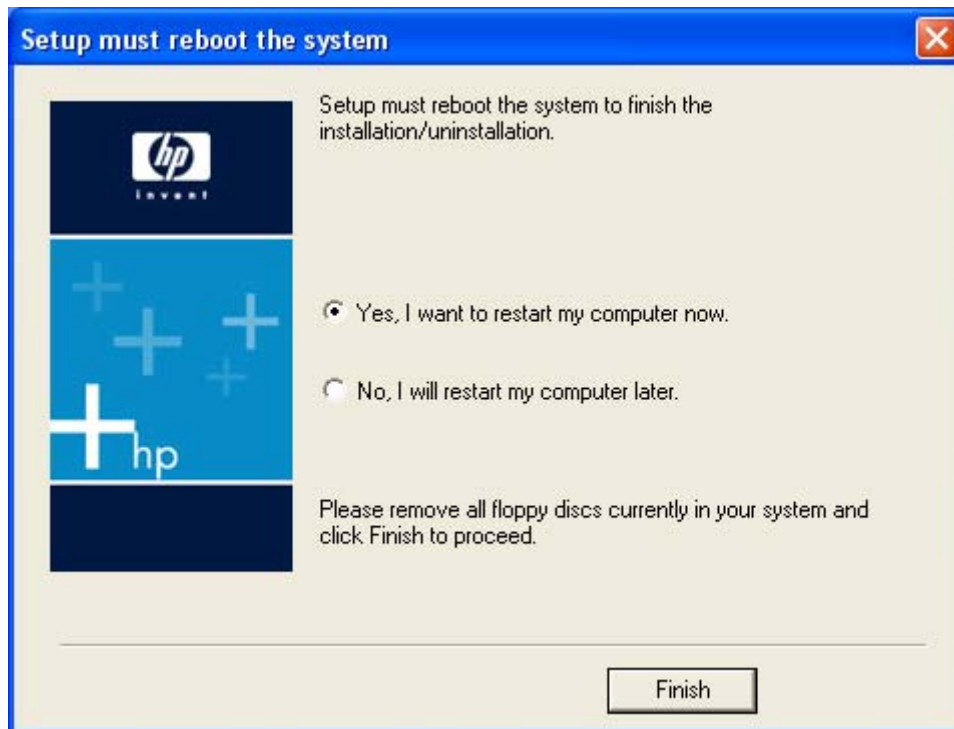 Setup must reboot the system
Setup must reboot the system to finish the
installation/uninstallation.
hp
invent
Yes, I want to restart my computer now.
No, I will restart my computer later.
hp
Please remove all floppy discs currently in your system and
click Finish to proceed.
Finish